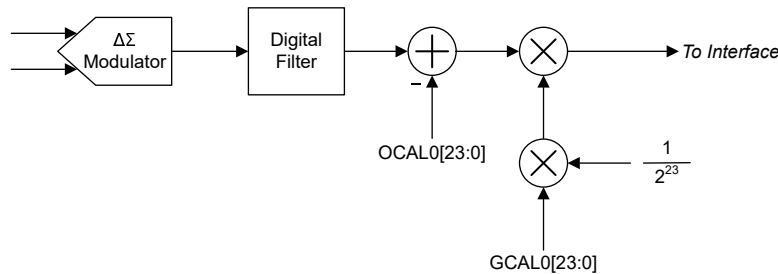 ΔΣ
Modulator
Digital
Filter
To Interface
–
OCAL0[23:0]
1
2²³
GCAL0[23:0]